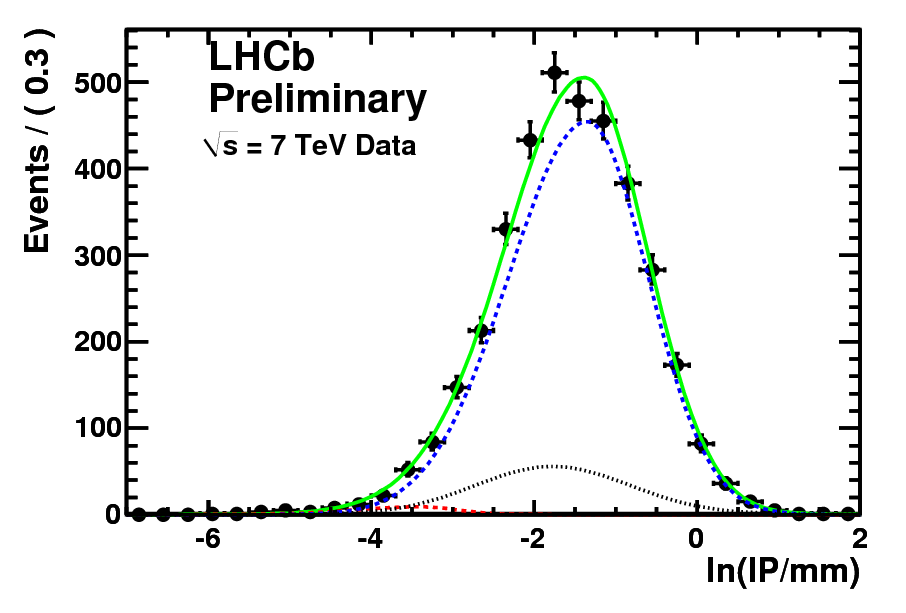 LHCb
Preliminary
√s = 7 TeV Data
Events / ( 0.3 )
500
400
300
200
100
0
-6 -4 -2 0 2
ln(IP/mm)